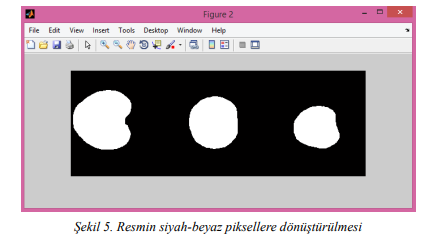 Figure 2
File Edit View Insert Tools Desktop Window Help
Şekil 5. Resmin siyah-beyaz piksellere dönüştürülmesi